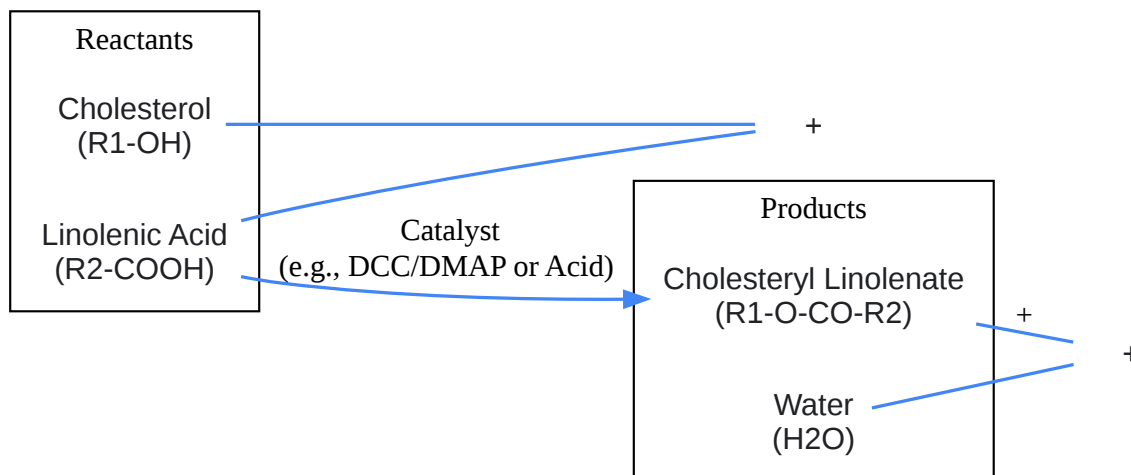 Reactants
Cholesterol
(R1-OH)
+
Linolenic Acid
(R2-COOH)
Catalyst
(e.g., DCC/DMAP or Acid)
Products
Cholesteryl Linolenate
(R1-O-CO-R2)
+
+
Water
(H2O)